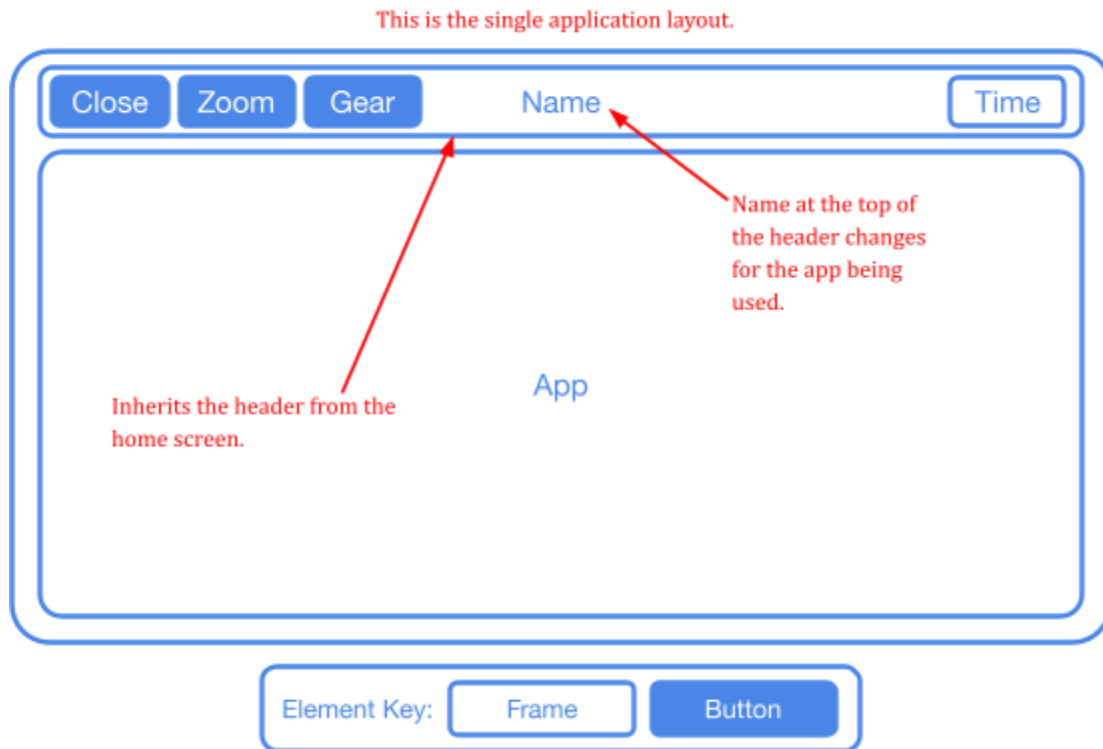 This is the single application layout.
Close Zoom Gear Name Time
Name at the top of
the header changes
for the app being
used.
App
Inherits the header from the
home screen.
Element Key: Frame Button